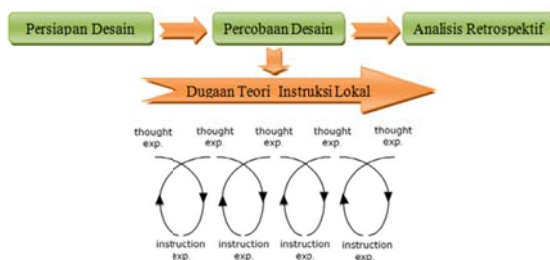 Persiapan Desain
Percobaan Desain
Analisis Retrospektif
Dugaan Teori Instruksi Lokal
thought exp.
thought exp.
thought exp.
thought exp.
thought exp.
instruction exp.
instruction exp.
instruction exp.
instruction exp.